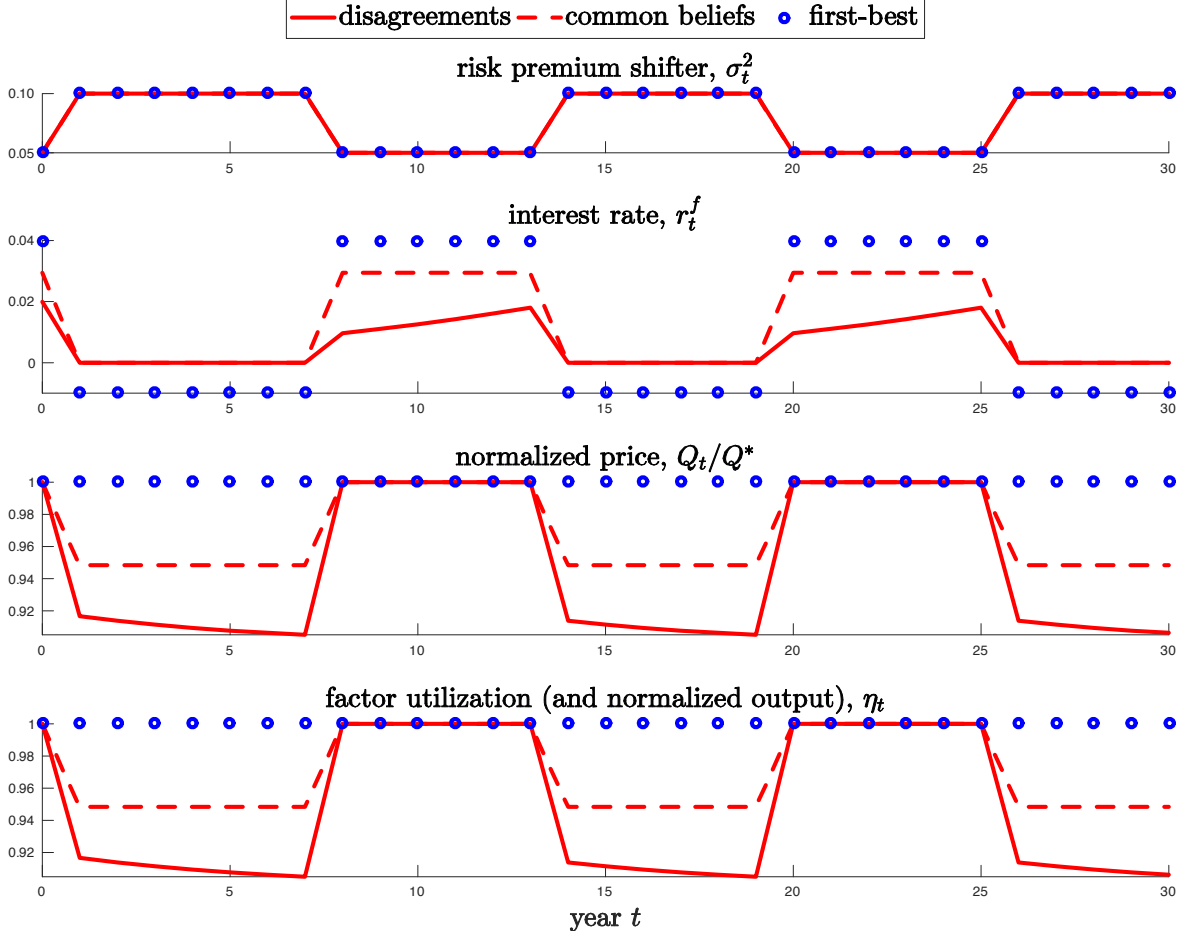 disagreements common beliefs first-best
risk premium shifter, σ_t^2
0.10
0.05
0 5 10 15 20 25 30
interest rate, r_t^f
0.04
0.02
0
0 5 10 15 20 25 30
normalized price, Q_t/Q*
1
0.98
0.96
0.94
0.92
0 5 10 15 20 25 30
factor utilization (and normalized output), η_t
1
0.98
0.96
0.94
0.92
0 5 10 15 20 25 30
year t